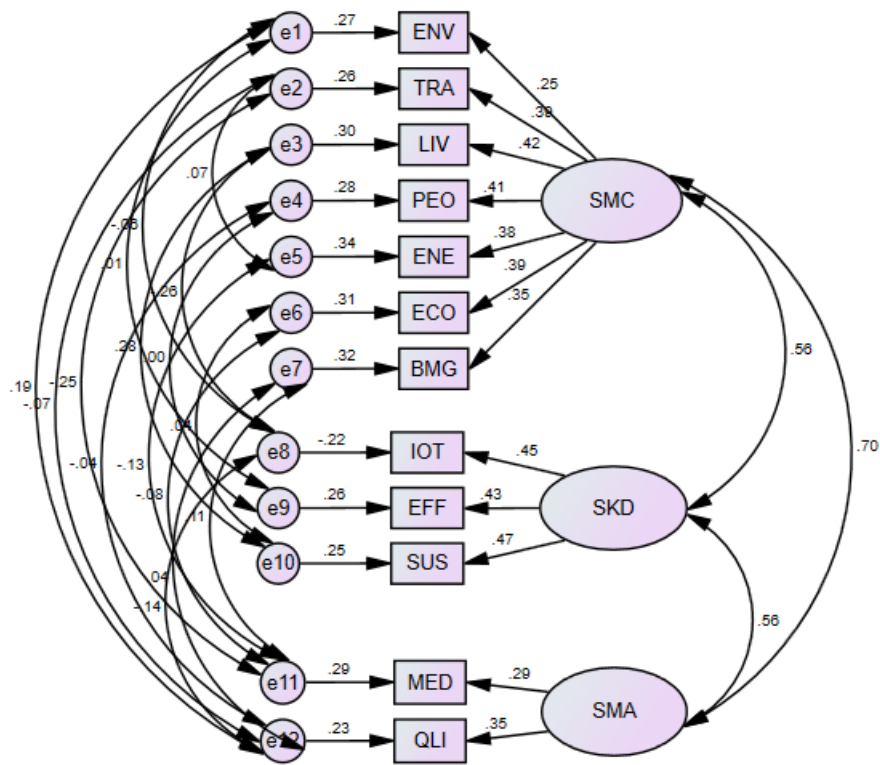 e1 .27 ENV
.25
e2 .26 TRA
.39
e3 .30 LIV
.42
.07
e4 .28 PEO .41 SMC
-.06
e5 .34 ENE .38
.01
.39
.26
e6 .31 ECO
.35
.28 .00
e7 .32 BMG
.56
.19 -.25
-.07
.04
e8 -.22 IOT .45
.70
-.04 -.13
-.08
e9 .26 EFF .43 SKD
.11
e10 .25 SUS .47
.04
-.14
.56
e11 .29 MED .29
SMA
e12 .23 QLI .35